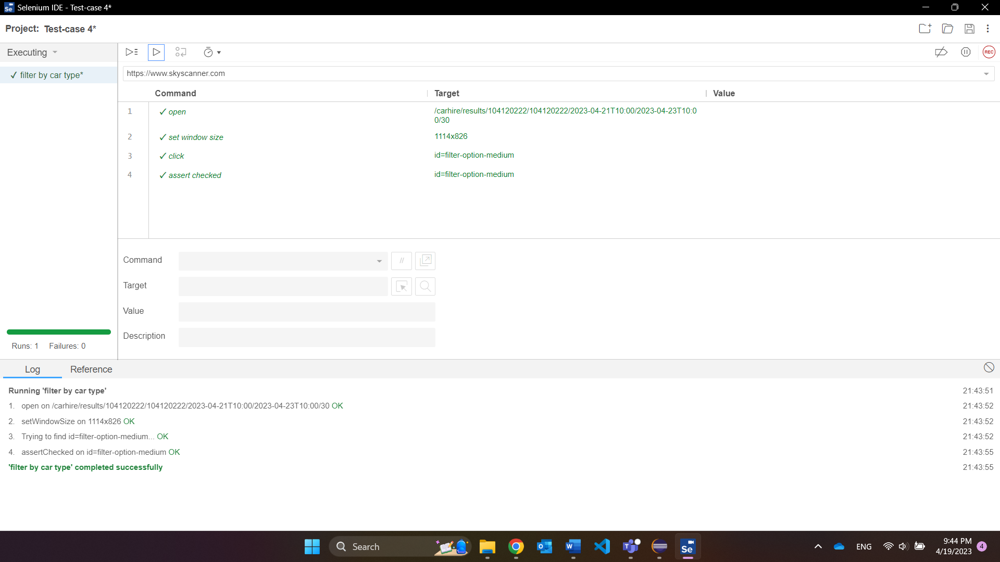 Selenium IDE - Test-case 4*
Project: Test-case 4*
Executing
✓ filter by car type*
REC
https://www.skyscanner.com
Command Target Value
1 ✓ open /carhire/results/104120222/104120222/2023-04-21T10:00/2023-04-23T10:0
0/30
2 ✓ set window size 1114x826
3 ✓ click id=filter-option-medium
4 ✓ assert checked id=filter-option-medium
Command //
Target
Value
Description
Runs: 1 Failures: 0
Log Reference
Running 'filter by car type' 21:43:51
1. open on /carhire/results/104120222/104120222/2023-04-21T10:00/2023-04-23T10:00/30 OK 21:43:52
2. setWindowSize on 1114x826 OK 21:43:52
3. Trying to find id=filter-option-medium... OK 21:43:52
4. assertChecked on id=filter-option-medium OK 21:43:55
'filter by car type' completed successfully 21:43:55
Search
Se
ENG
9:44 PM
4/19/2023
4